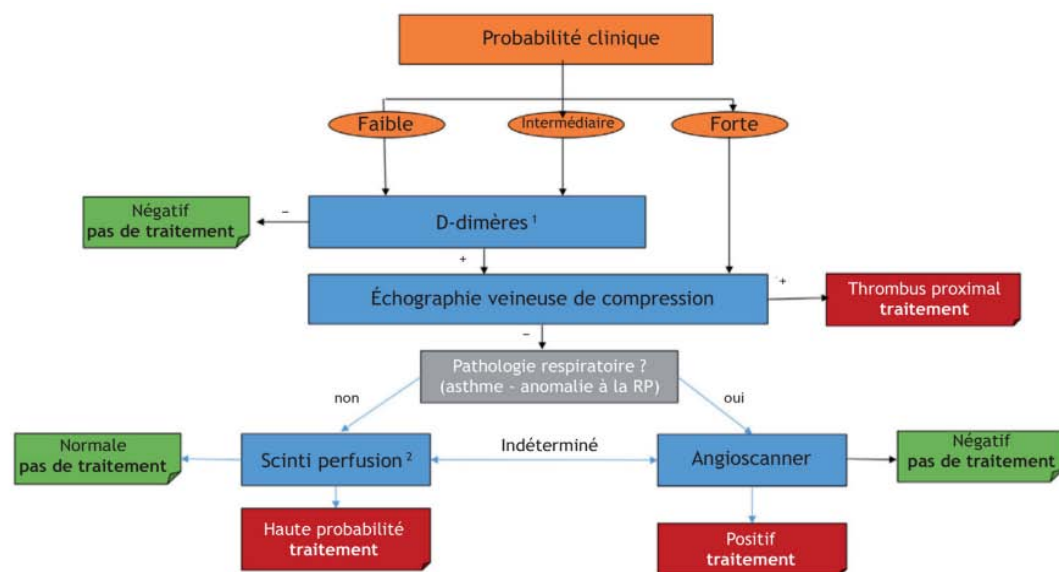 Probabilité clinique
Faible
Intermédiaire
Forte
Négatif
pas de traitement
–
D-dimères ¹
+
Échographie veineuse de compression
+
Thrombus proximal
traitement
–
Pathologie respiratoire ?
(asthme - anomalie à la RP)
non
oui
Normale
pas de traitement
Scinti perfusion ²
Indéterminé
Angioscanner
Négatif
pas de traitement
Haute probabilité
traitement
Positif
traitement